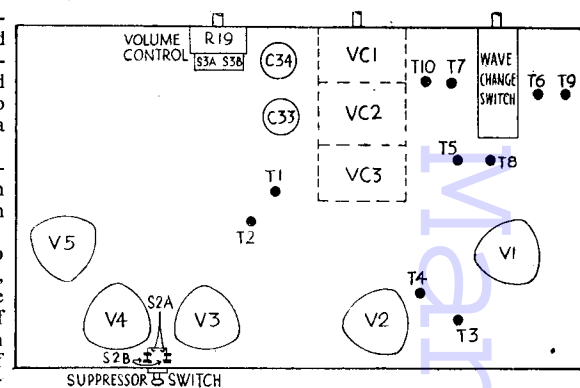 VOLUME CONTROL
R19
S3A S3B
C34
C33
VC1
VC2
VC3
T10 T7
WAVE CHANGE SWITCH
T6 T9
T5
T8
T1
T2
V5
V4
S2A
V3
S2B
SUPPRESSOR SWITCH
V2
T4
T3
V1
Mar